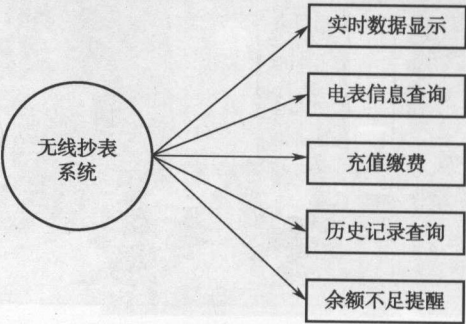 无线抄表
系统
实时数据显示
电表信息查询
充值缴费
历史记录查询
余额不足提醒